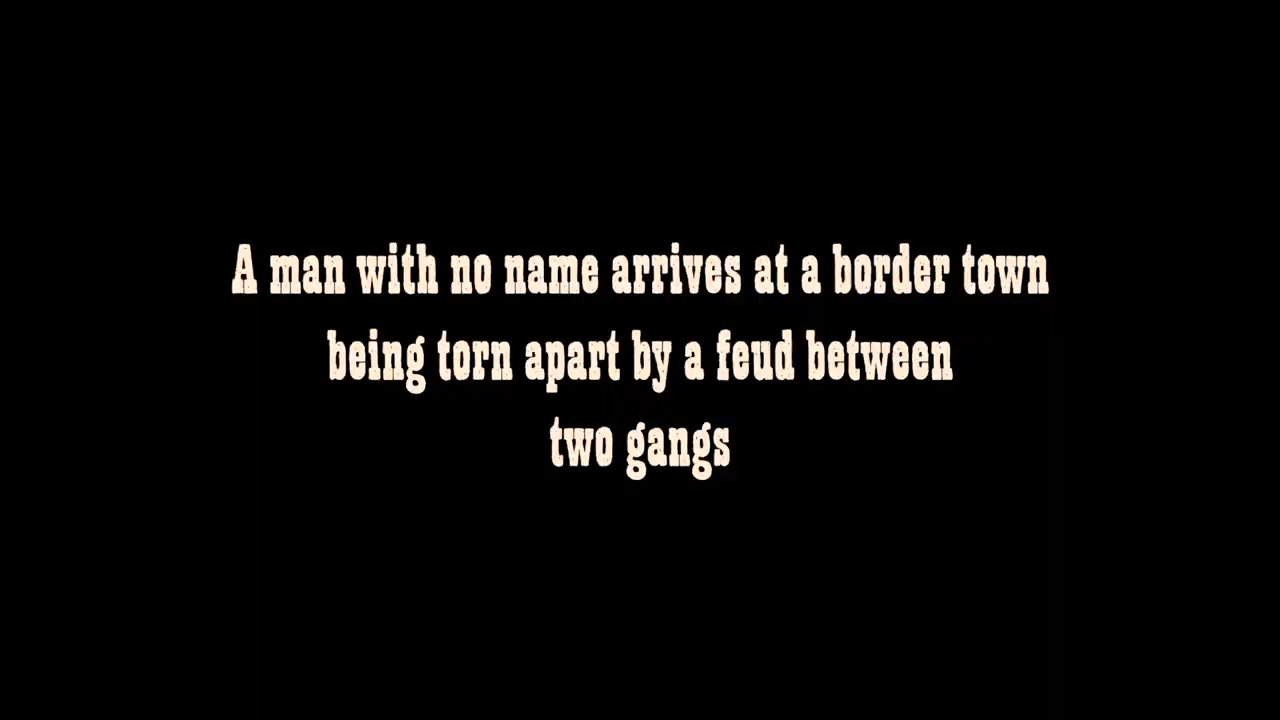 A man with no name arrives at a border town
being torn apart by a feud between
two gangs